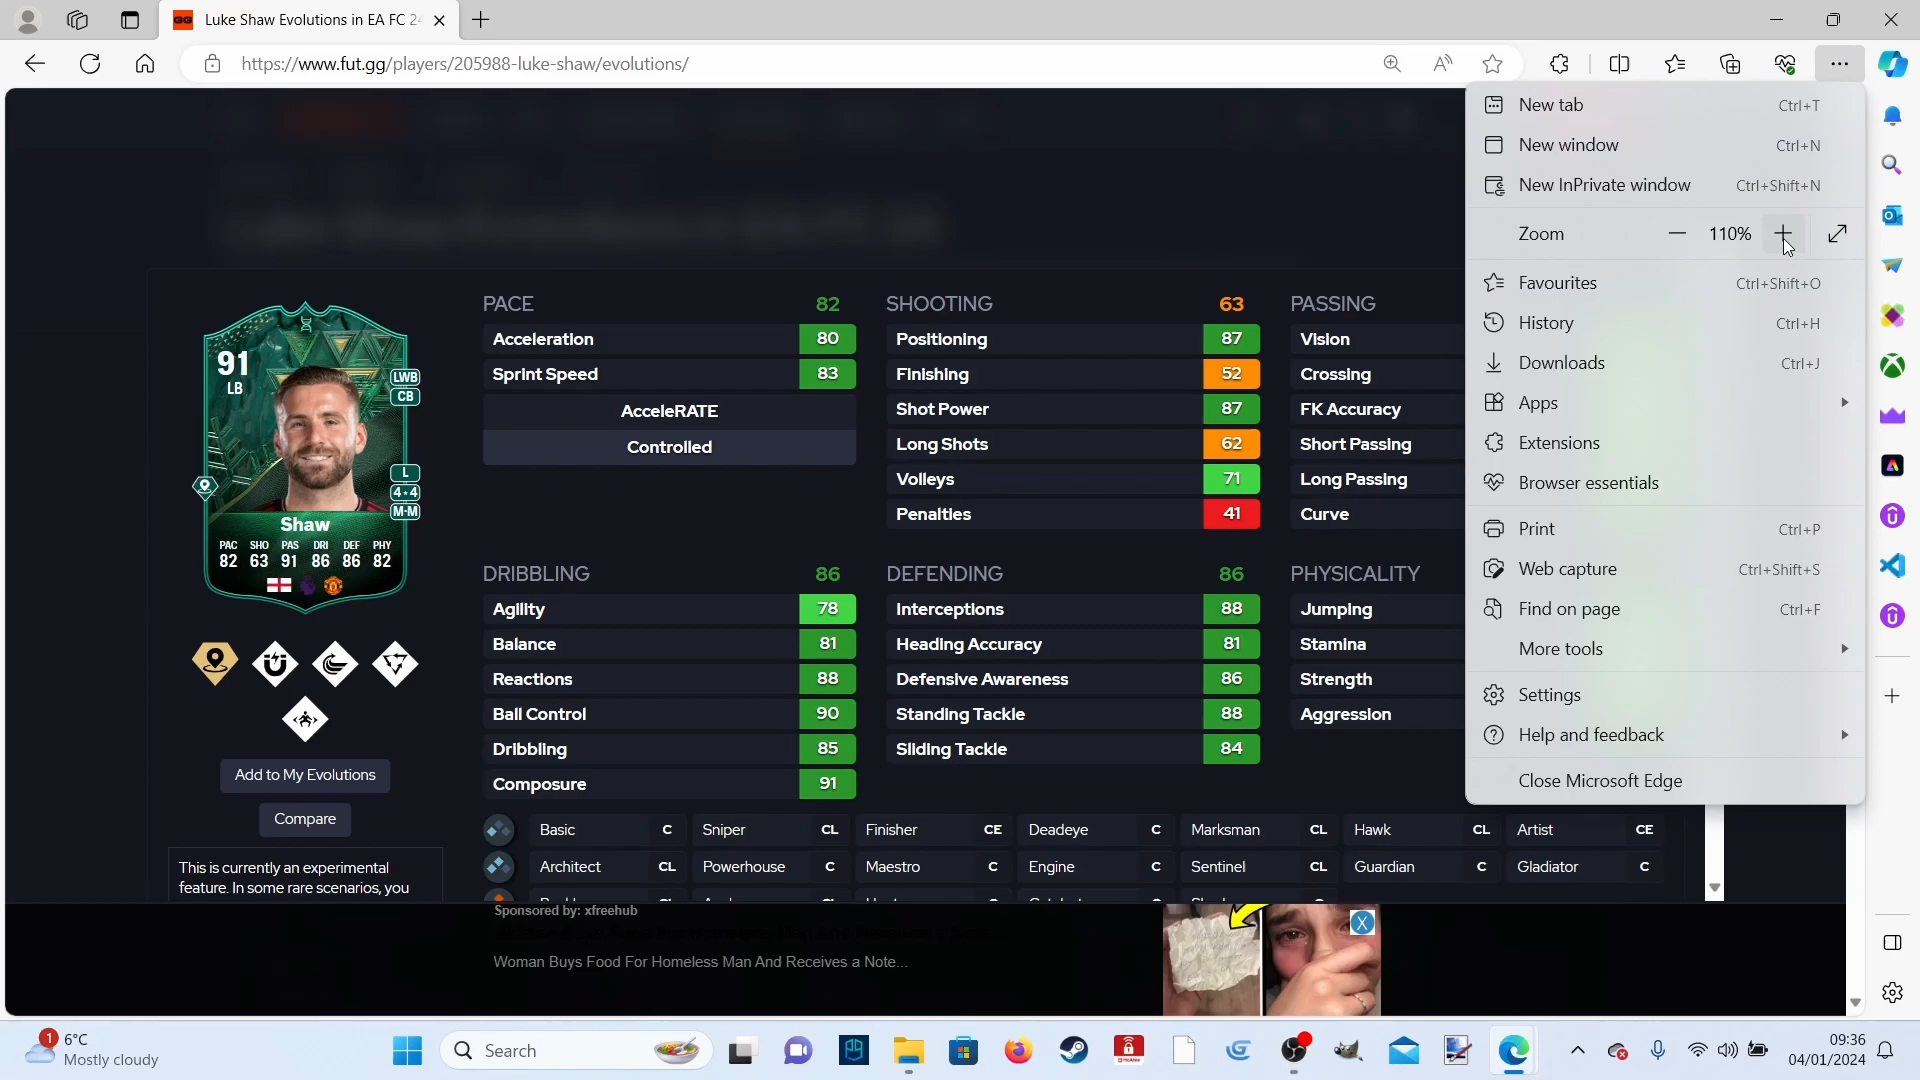 Luke Shaw Evolutions in EA FC 24
https://www.fut.gg/players/205988-luke-shaw/evolutions/
New tab Ctrl+T
New window Ctrl+N
New InPrivate window Ctrl+Shift+N
Zoom 110%
Favourites Ctrl+Shift+O
History Ctrl+H
Downloads Ctrl+J
Apps
Extensions
Browser essentials
Print Ctrl+P
Web capture Ctrl+Shift+S
Find on page Ctrl+F
More tools
Settings
Help and feedback
Close Microsoft Edge
Luke Shaw Evolutions in EA FC 24
91
LB
LWB
CB
L
4★4
M-M
Shaw
PAC SHO PAS DRI DEF PHY
82 63 91 86 86 82
Add to My Evolutions
Compare
This is currently an experimental
feature. In some rare scenarios, you
PACE 82
Acceleration 80
Sprint Speed 83
AcceleRATE
Controlled
SHOOTING 63
Positioning 87
Finishing 52
Shot Power 87
Long Shots 62
Volleys 71
Penalties 41
PASSING
Vision
Crossing
FK Accuracy
Short Passing
Long Passing
Curve
DRIBBLING 86
Agility 78
Balance 81
Reactions 88
Ball Control 90
Dribbling 85
Composure 91
DEFENDING 86
Interceptions 88
Heading Accuracy 81
Defensive Awareness 86
Standing Tackle 88
Sliding Tackle 84
PHYSICALITY
Jumping
Stamina
Strength
Aggression
Basic C Sniper CL Finisher CE Deadeye C Marksman CL Hawk CL Artist CE
Architect CL Powerhouse C Maestro C Engine C Sentinel CL Guardian C Gladiator C
Sponsored by: xfreehub
Woman Buys Food For Homeless Man And Receives a Note...
1
6°C
Mostly cloudy
Search
09:36
04/01/2024